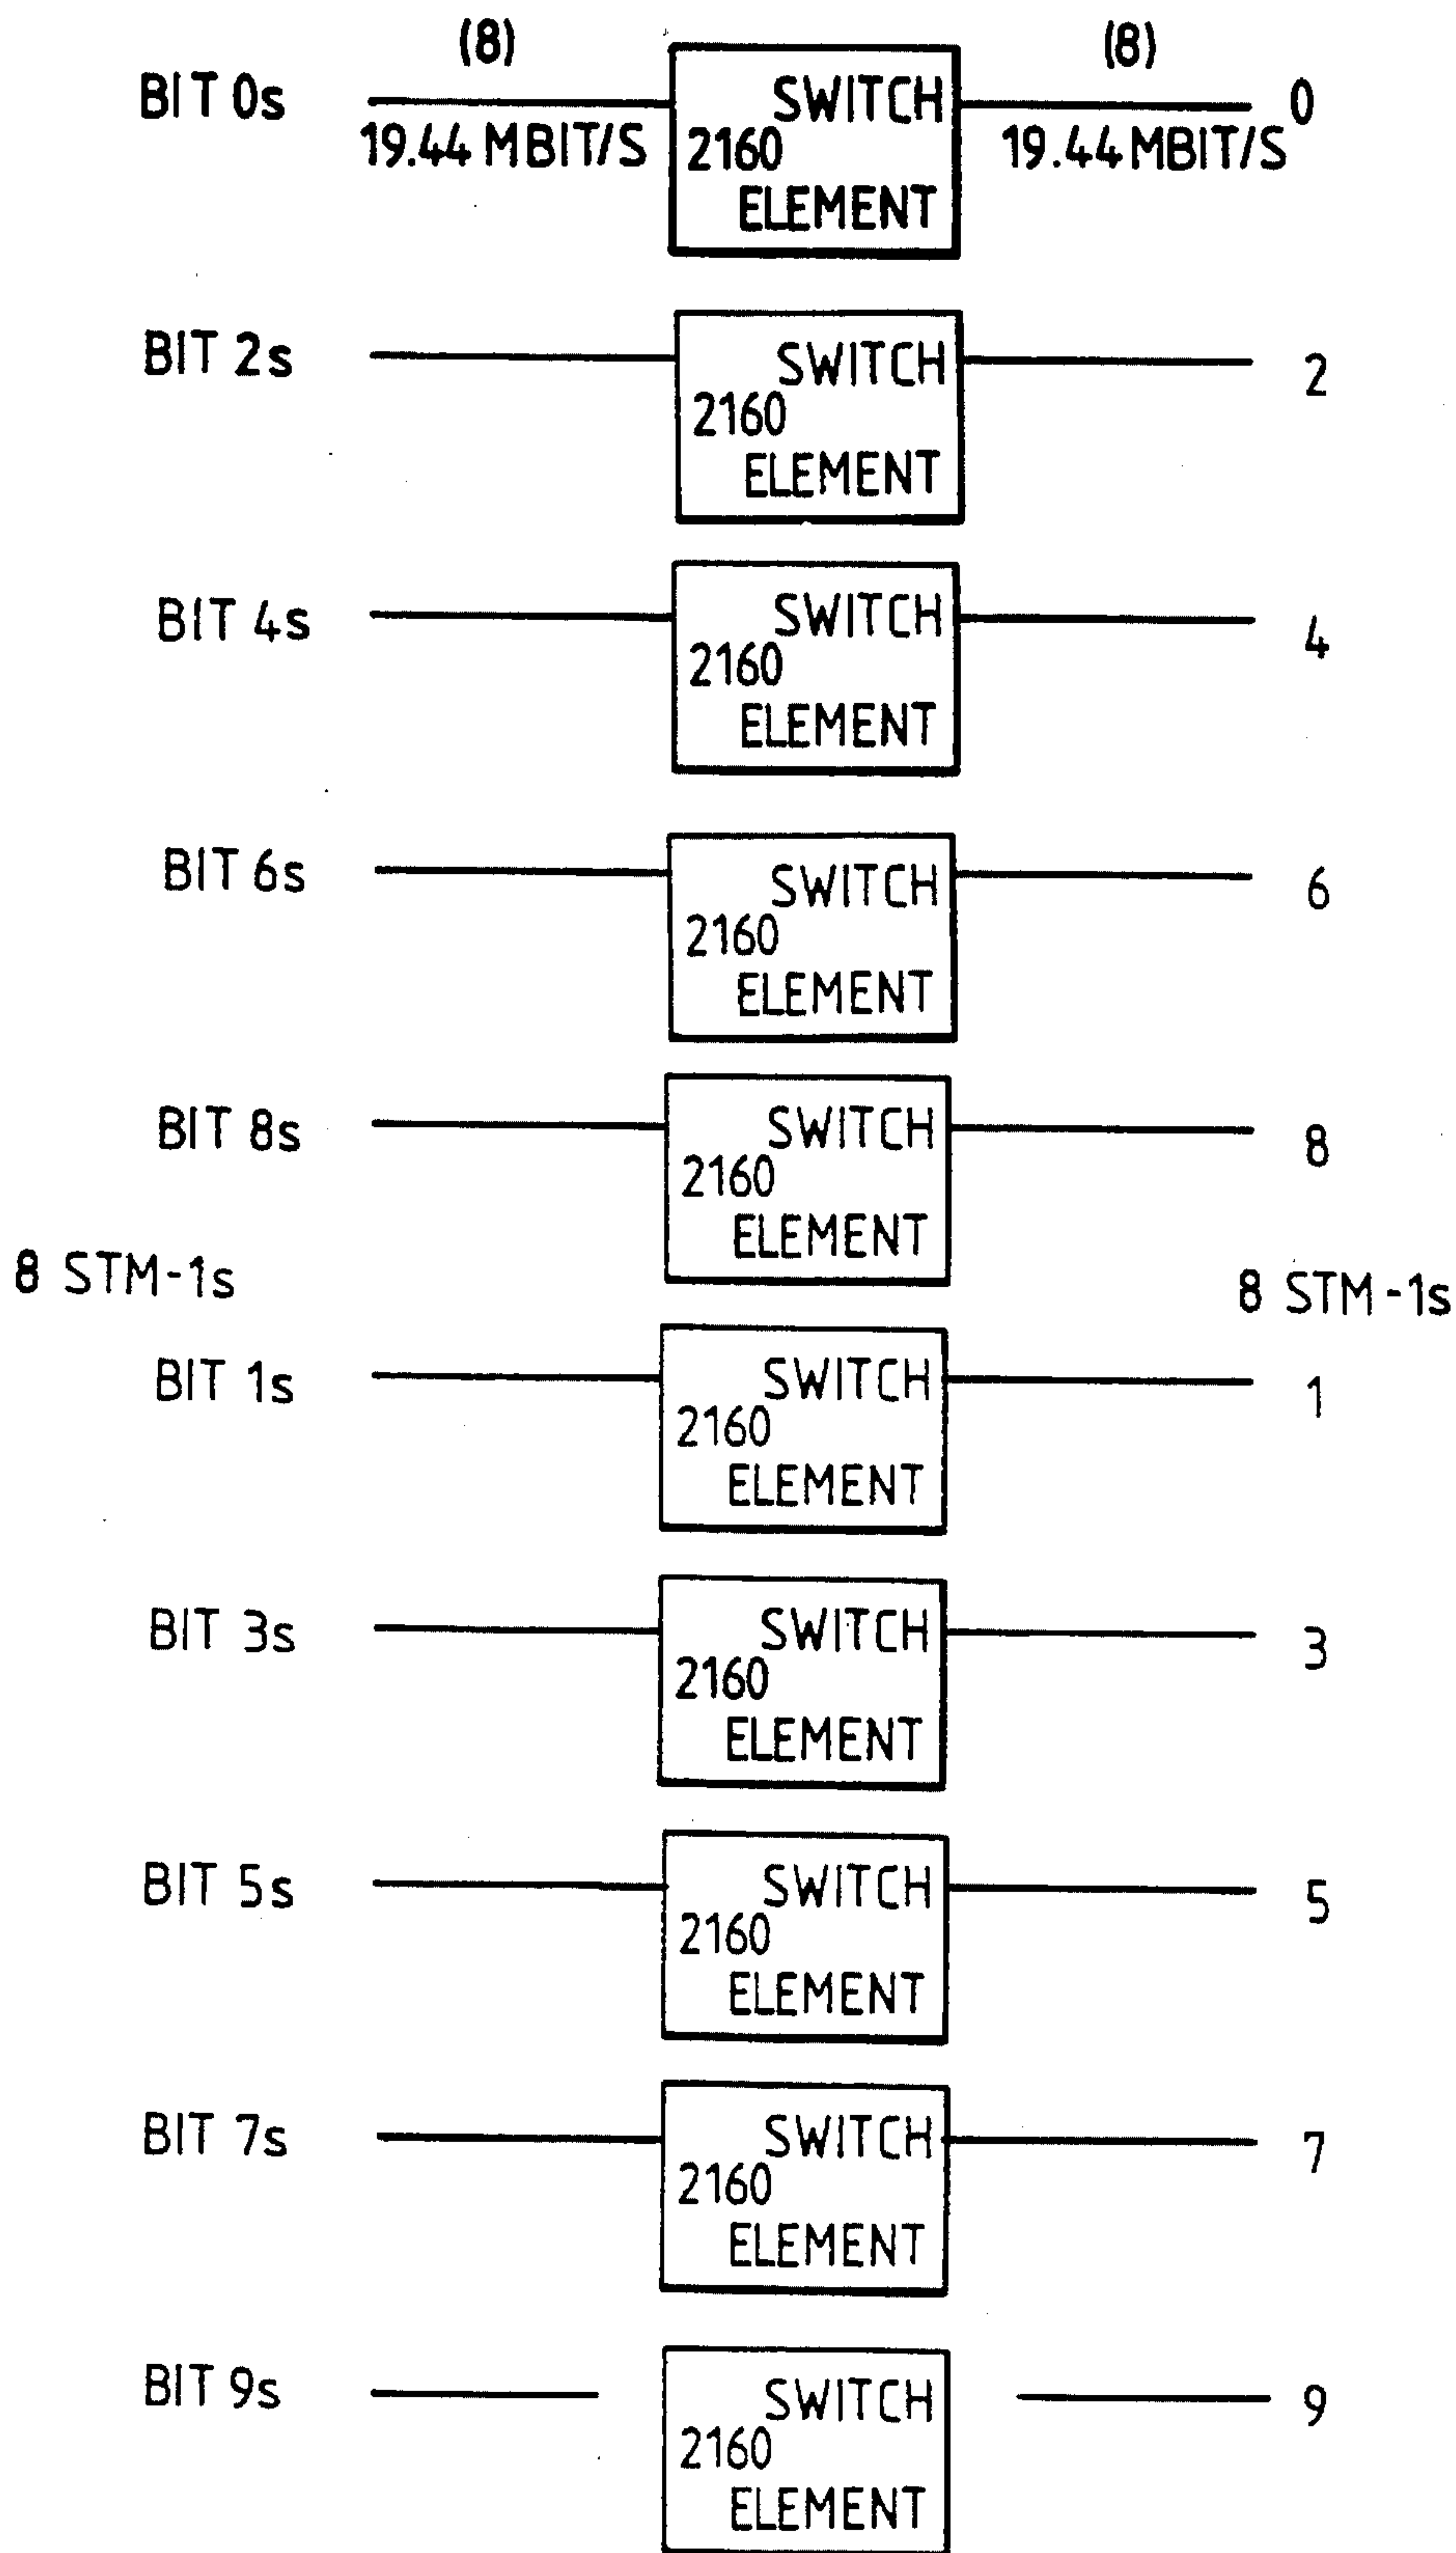 (8) (8)
BIT 0s SWITCH 0
19.44 MBIT/S 2160 19.44 MBIT/S
ELEMENT
BIT 2s SWITCH 2
2160
ELEMENT
BIT 4s SWITCH 4
2160
ELEMENT
BIT 6s SWITCH 6
2160
ELEMENT
BIT 8s SWITCH 8
2160
ELEMENT
8 STM-1s 8 STM-1s
BIT 1s SWITCH 1
2160
ELEMENT
BIT 3s SWITCH 3
2160
ELEMENT
BIT 5s SWITCH 5
2160
ELEMENT
BIT 7s SWITCH 7
2160
ELEMENT
BIT 9s SWITCH 9
2160
ELEMENT